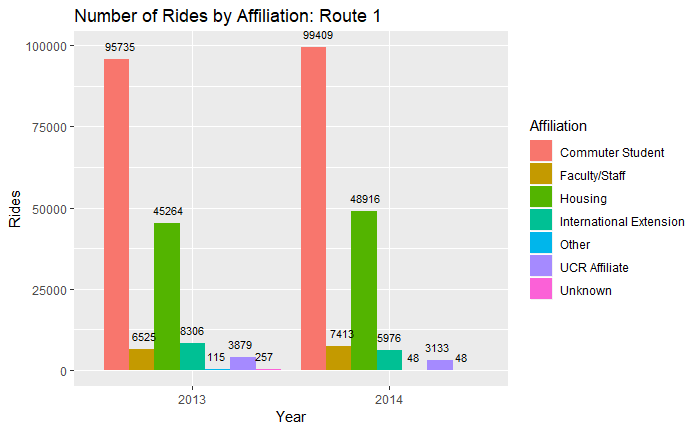 Number of Rides by Affiliation: Route 1
Rides
100000
75000
50000
25000
0
95735
6525
45264
8306
115
3879
257
99409
7413
48916
5976
48
3133
48
2013
2014
Year
Affiliation
Commuter Student
Faculty/Staff
Housing
International Extension
Other
UCR Affiliate
Unknown